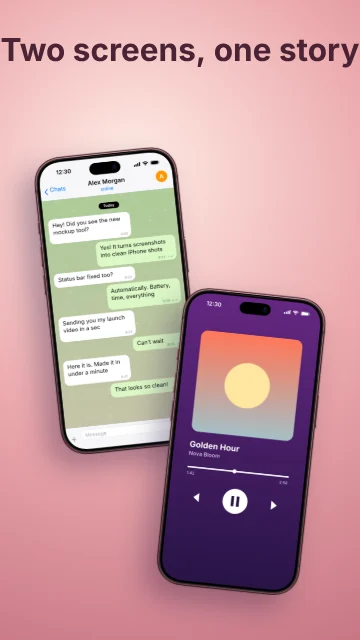 Two screens, one story
12:30
Chats
Alex Morgan
online
A
Today
Hey! Did you see the new
mockup tool?
Yes! It turns screenshots
into clean iPhone shots
Status bar fixed too?
Automatically. Battery,
time, everything
Sending you my launch
video in a sec
Can't wait
Here it is. Made it in
under a minute
That looks so clean!
Message
12:30
Golden Hour
Nova Bloom